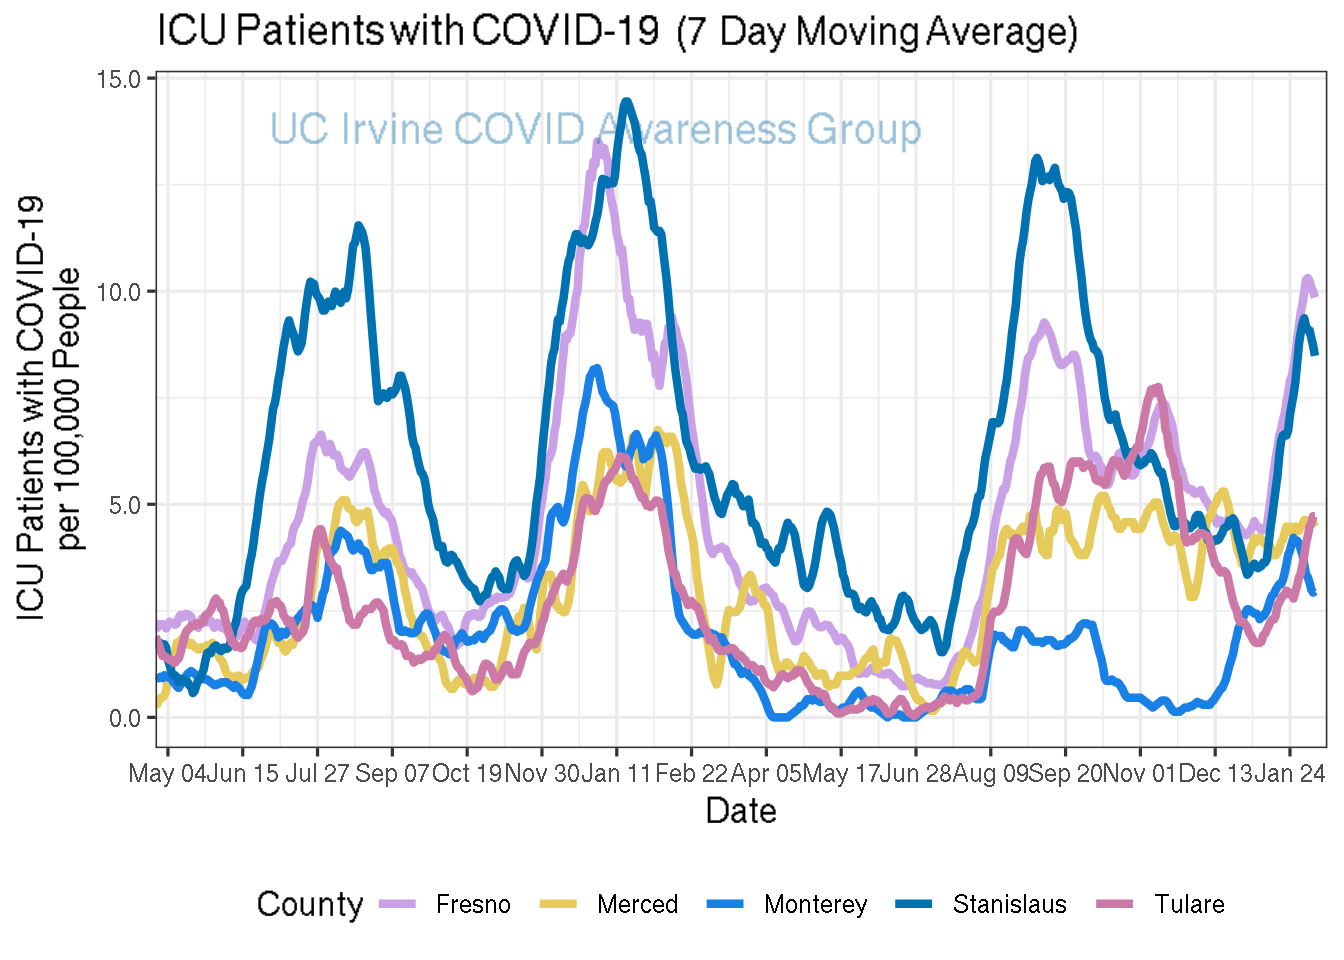 ICU Patients with COVID-19 (7 Day Moving Average)
UC Irvine COVID Awareness Group
ICU Patients with COVID-19
per 100,000 People
15.0
10.0
5.0
0.0
May 04 Jun 15 Jul 27 Sep 07 Oct 19 Nov 30 Jan 11 Feb 22 Apr 05 May 17 Jun 28 Aug 09 Sep 20 Nov 01 Dec 13 Jan 24
Date
County Fresno Merced Monterey Stanislaus Tulare